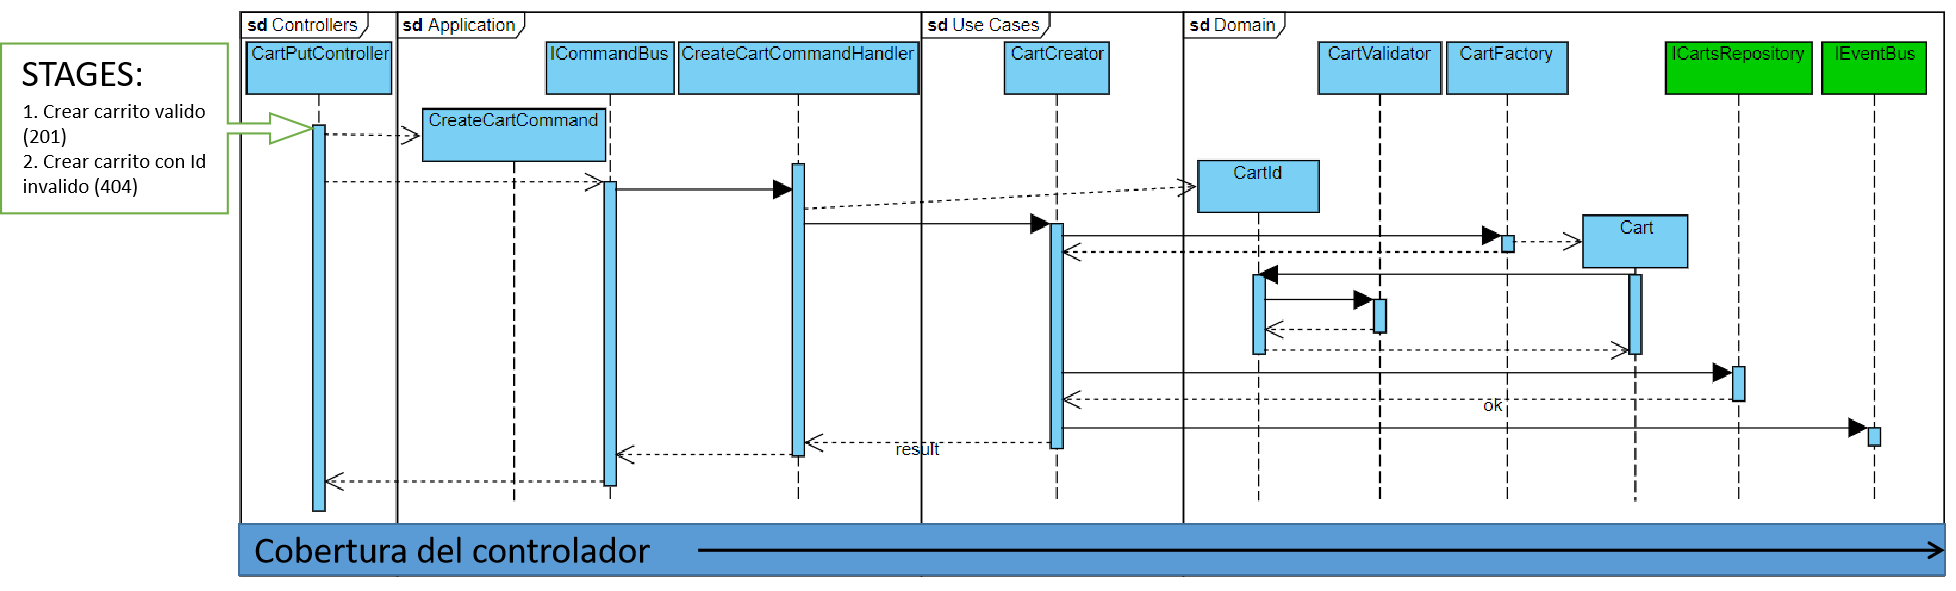 sd Controllers
sd Application
sd Use Cases
sd Domain
CartPutController
ICommandBus
CreateCartCommandHandler
CartCreator
CartValidator
CartFactory
ICartsRepository
IEventBus
STAGES:
1. Crear carrito valido
(201)
2. Crear carrito con Id
invalido (404)
CreateCartCommand
CartId
Cart
ok
result
Cobertura del controlador